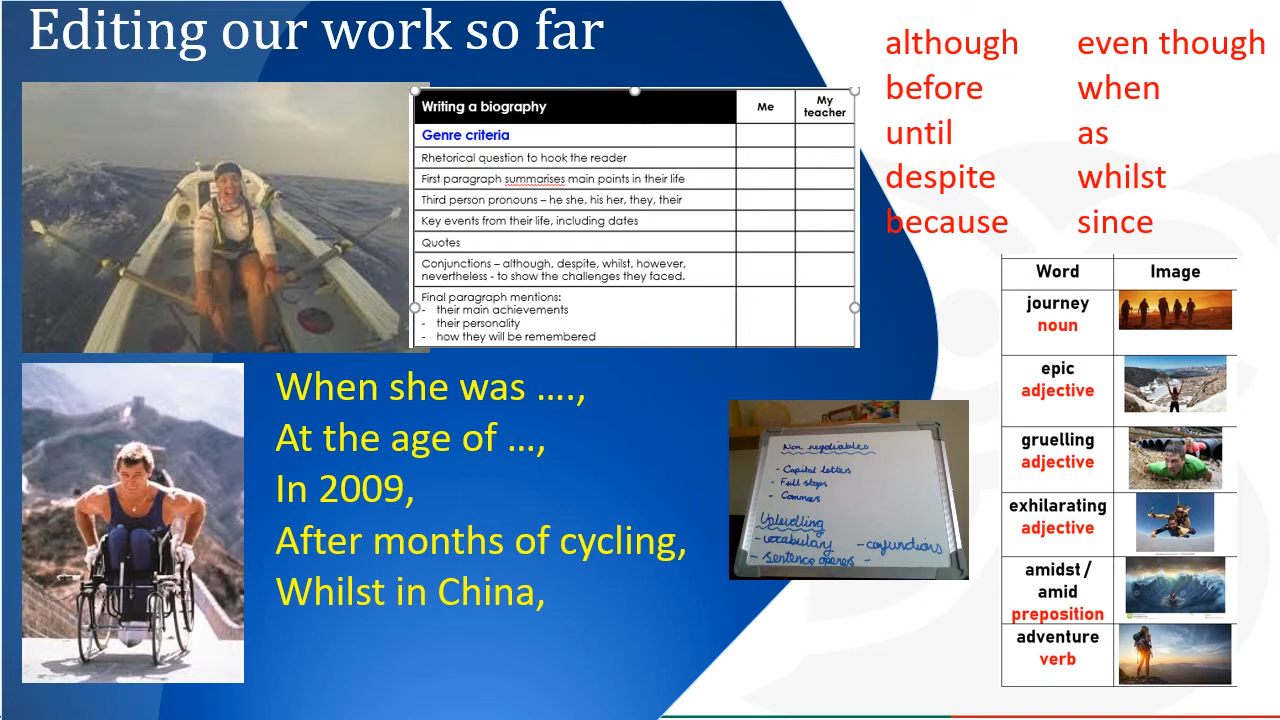 Editing our work so far
Writing a biography Me My teacher
Genre criteria
Rhetorical question to hook the reader
First paragraph summarises main points in their life
Third person pronouns – he she, his her, they, their
Key events from their life, including dates
Quotes
Conjunctions – although, despite, whilst, however,
nevertheless - to show the challenges they faced.
Final paragraph mentions:
- their main achievements
- their personality
- how they will be remembered
although even though
before when
until as
despite whilst
because since
When she was ….,
At the age of …,
In 2009,
After months of cycling,
Whilst in China,
Non negotiables
- Capital letters
- Full stops
- Commas
Uplevelling
- vocabulary - conjunctions
- sentence openers -
Word Image
journey
noun
epic
adjective
gruelling
adjective
exhilarating
adjective
amidst /
amid
preposition
adventure
verb